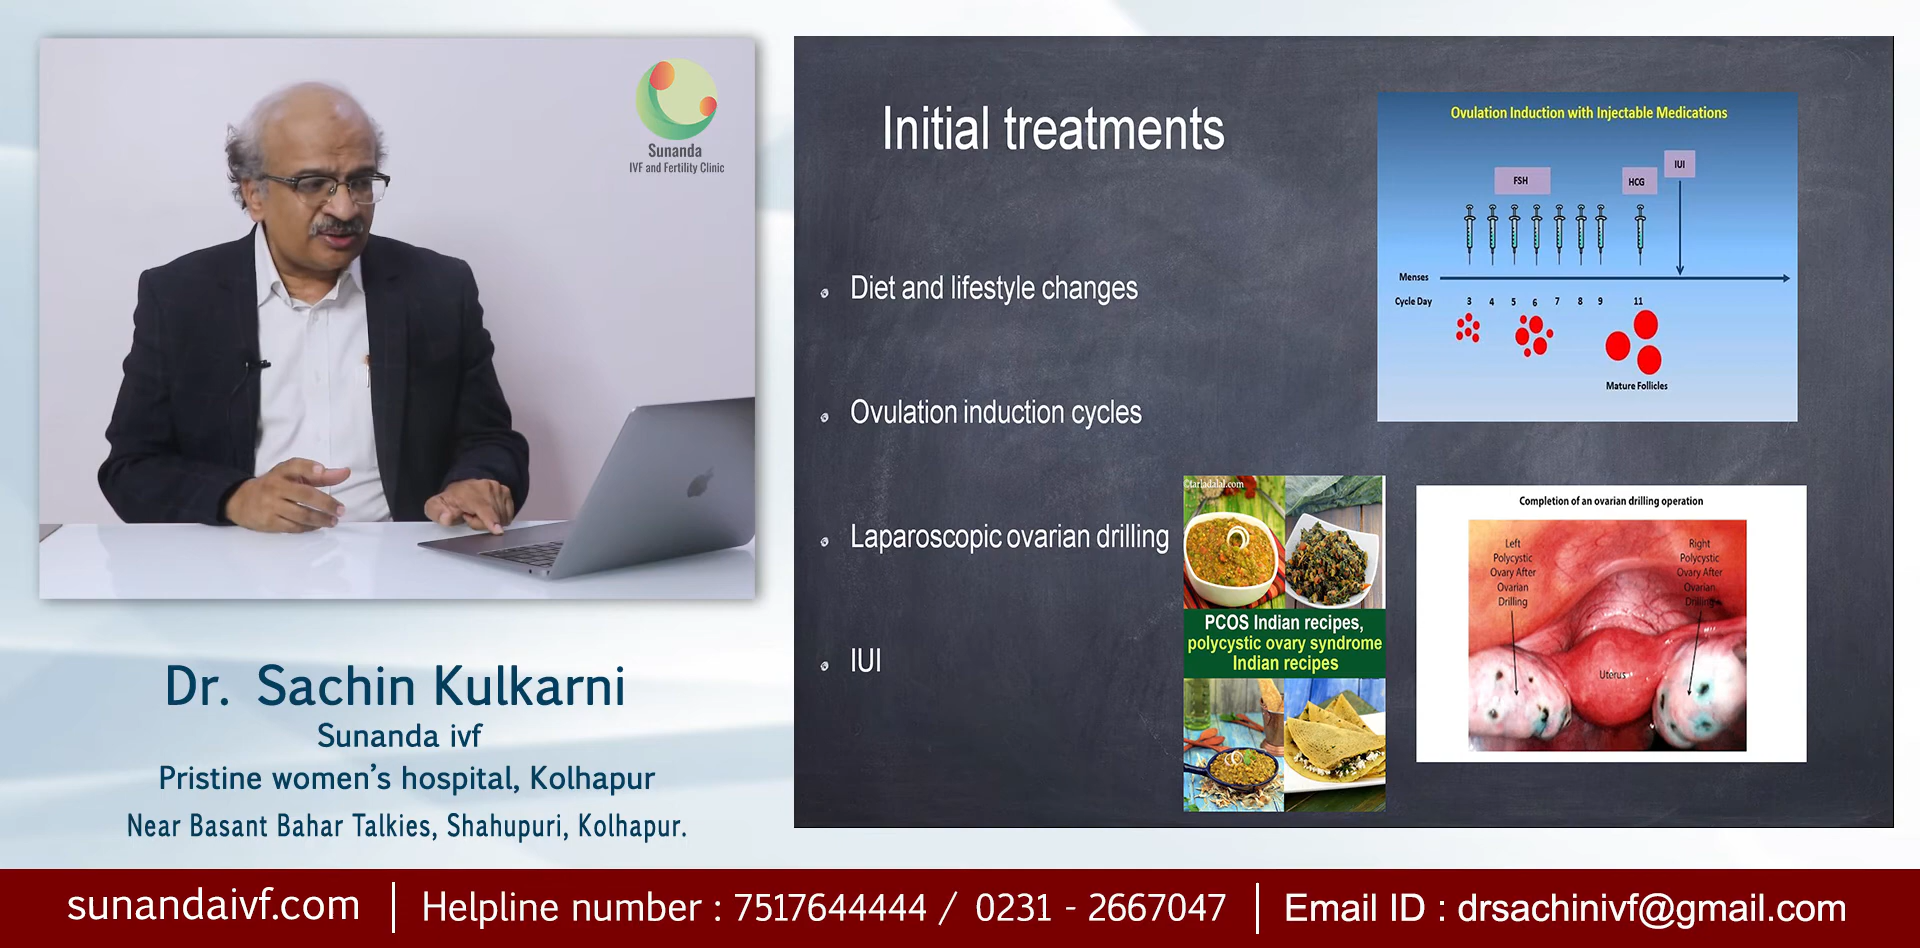 Sunanda
IVF and Fertility Clinic
Dr. Sachin Kulkarni
Sunanda ivf
Pristine women's hospital, Kolhapur
Near Basant Bahar Talkies, Shahupuri, Kolhapur.
Initial treatments
Diet and lifestyle changes
Ovulation induction cycles
Laparoscopic ovarian drilling
IUI
Ovulation Induction with Injectable Medications
IUI
FSH
HCG
Menses
Cycle Day 3 4 5 6 7 8 9 11
Mature Follicles
©tarladalal.com
PCOS Indian recipes,
polycystic ovary syndrome
Indian recipes
Completion of an ovarian drilling operation
Left
Polycystic
Ovary After
Ovarian
Drilling
Right
Polycystic
Ovary After
Ovarian
Drilling
Uterus
sunandaivf.com | Helpline number : 7517644444 / 0231 - 2667047 | Email ID : drsachinivf@gmail.com